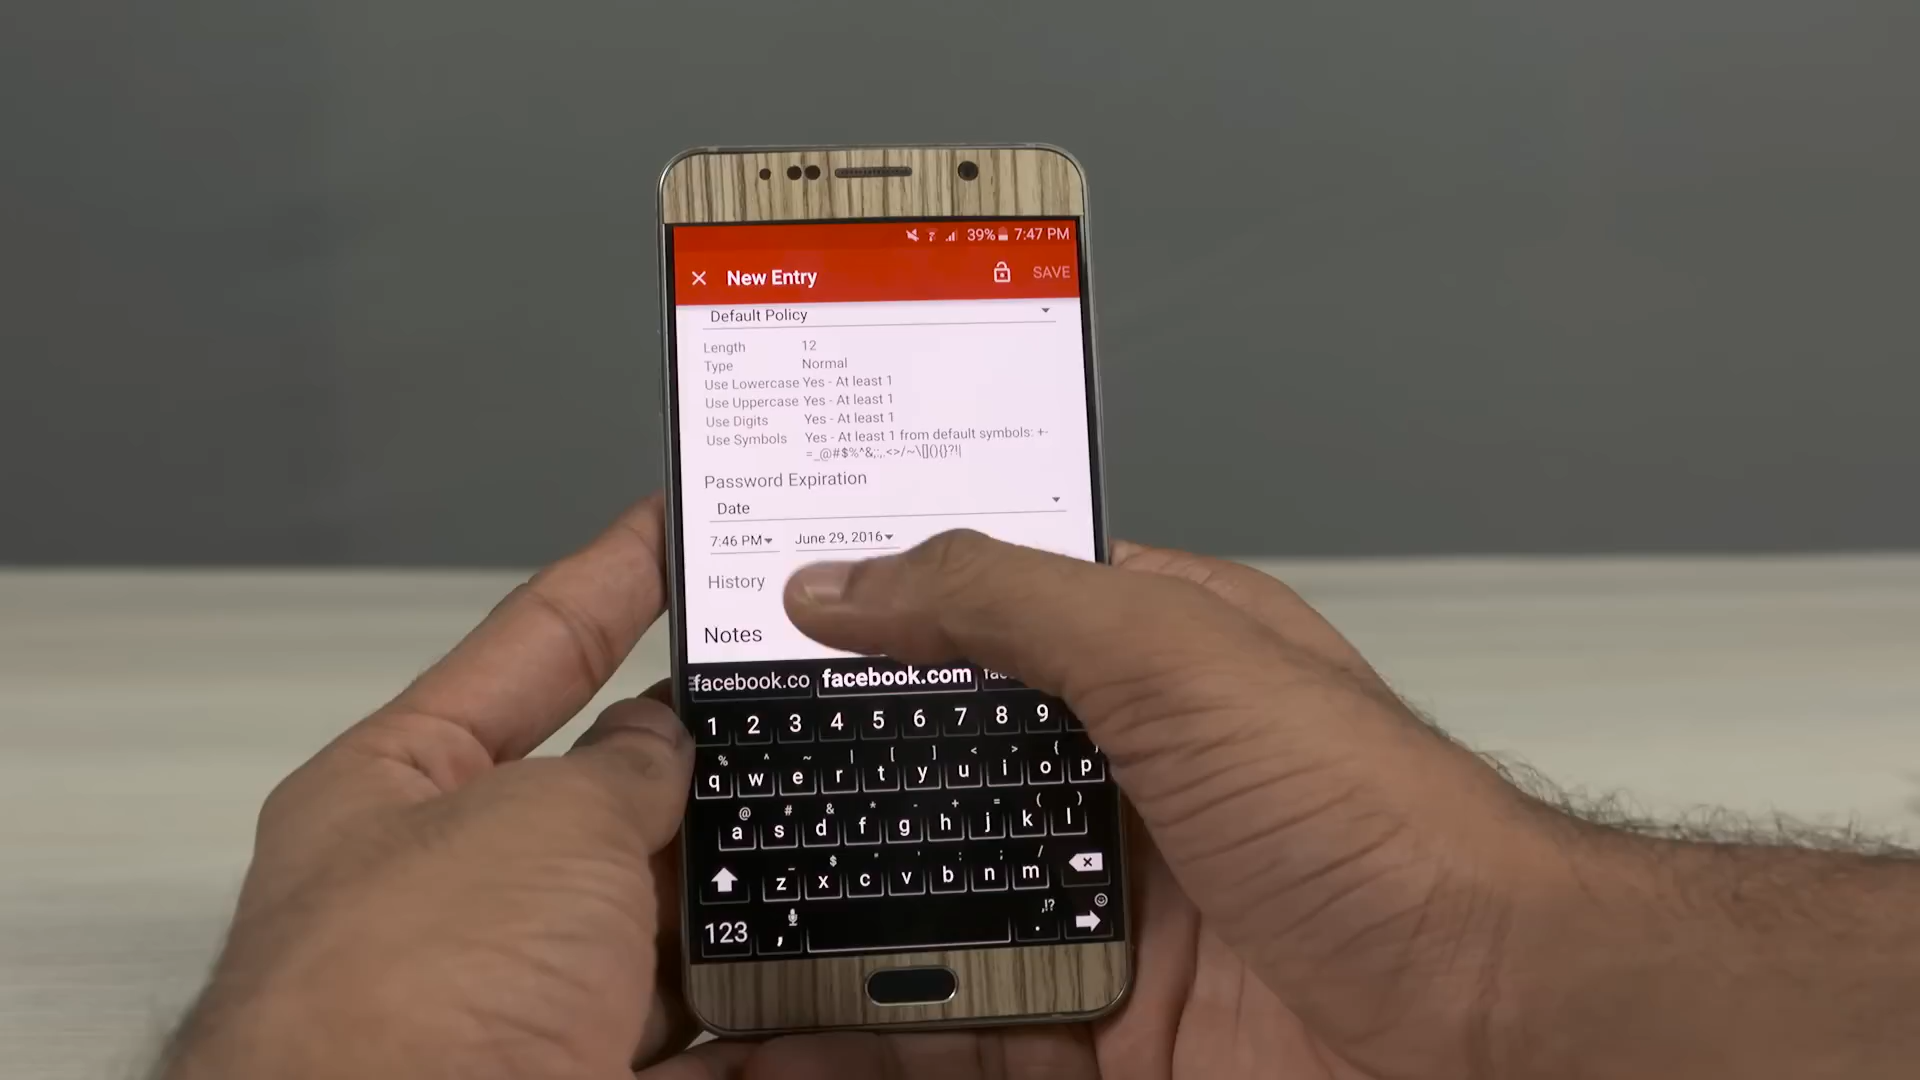 39% 7:47 PM
New Entry SAVE
Default Policy
Length 12
Type Normal
Use Lowercase Yes - At least 1
Use Uppercase Yes - At least 1
Use Digits Yes - At least 1
Use Symbols Yes - At least 1 from default symbols: +-
=_@#$%^&;:,.<>/~\[](){}?!|
Password Expiration
Date
7:46 PM June 29, 2016
History
Notes
facebook.co facebook.com
1 2 3 4 5 6 7 8 9
% ^ ~ | [ ] < > {
q w e r t y u i o p
@ # & * - + = ( )
a s d f g h j k l
$ : ; /
z x c v b n m
,!?
123 , .